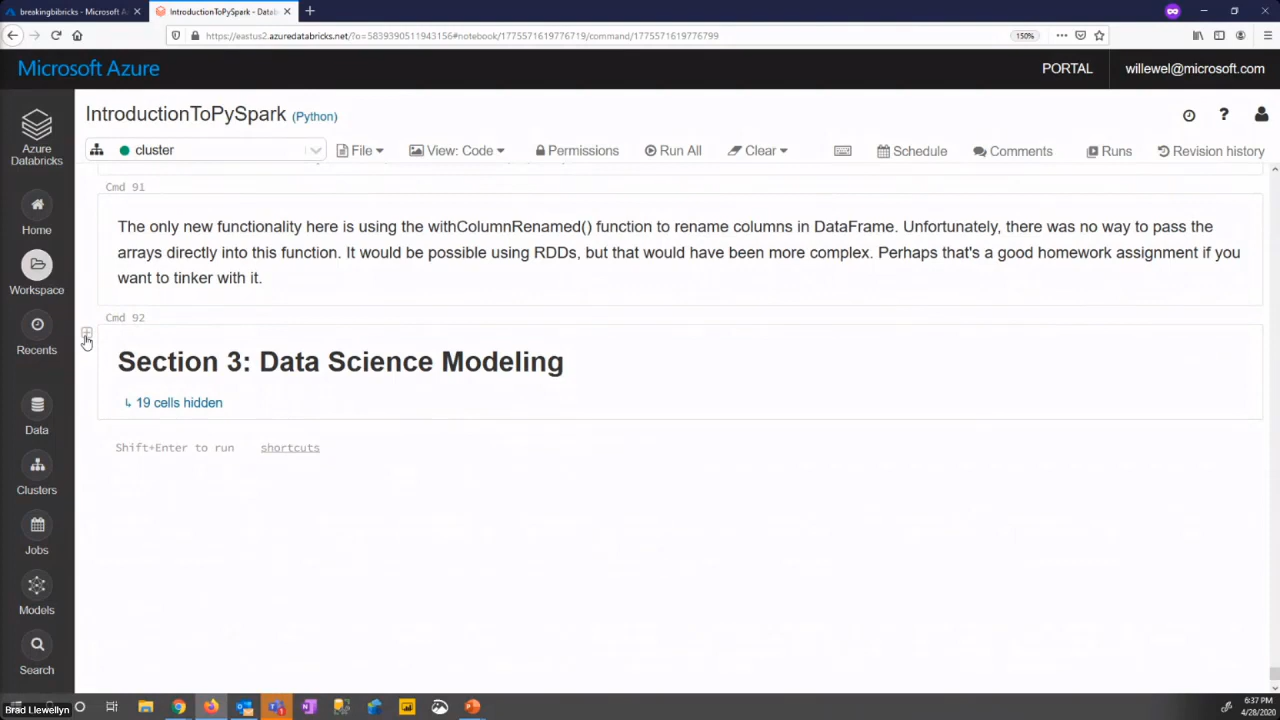 breakingbibricks - Microsoft A
IntroductionToPySpark - Datab
https://eastus2.azuredatabricks.net/?o=5839390511943156#notebook/1775571619776719/command/1775571619776799
150%
Microsoft Azure
PORTAL
willewel@microsoft.com
IntroductionToPySpark (Python)
cluster
File
View: Code
Permissions
Run All
Clear
Schedule
Comments
Runs
Revision history
Azure
Databricks
Home
Workspace
Recents
Data
Clusters
Jobs
Models
Search
Cmd 91
The only new functionality here is using the withColumnRenamed() function to rename columns in DataFrame. Unfortunately, there was no way to pass the
arrays directly into this function. It would be possible using RDDs, but that would have been more complex. Perhaps that's a good homework assignment if you
want to tinker with it.
Cmd 92
Section 3: Data Science Modeling
19 cells hidden
Shift+Enter to run shortcuts
Brad Llewellyn
6:37 PM
4/28/2020